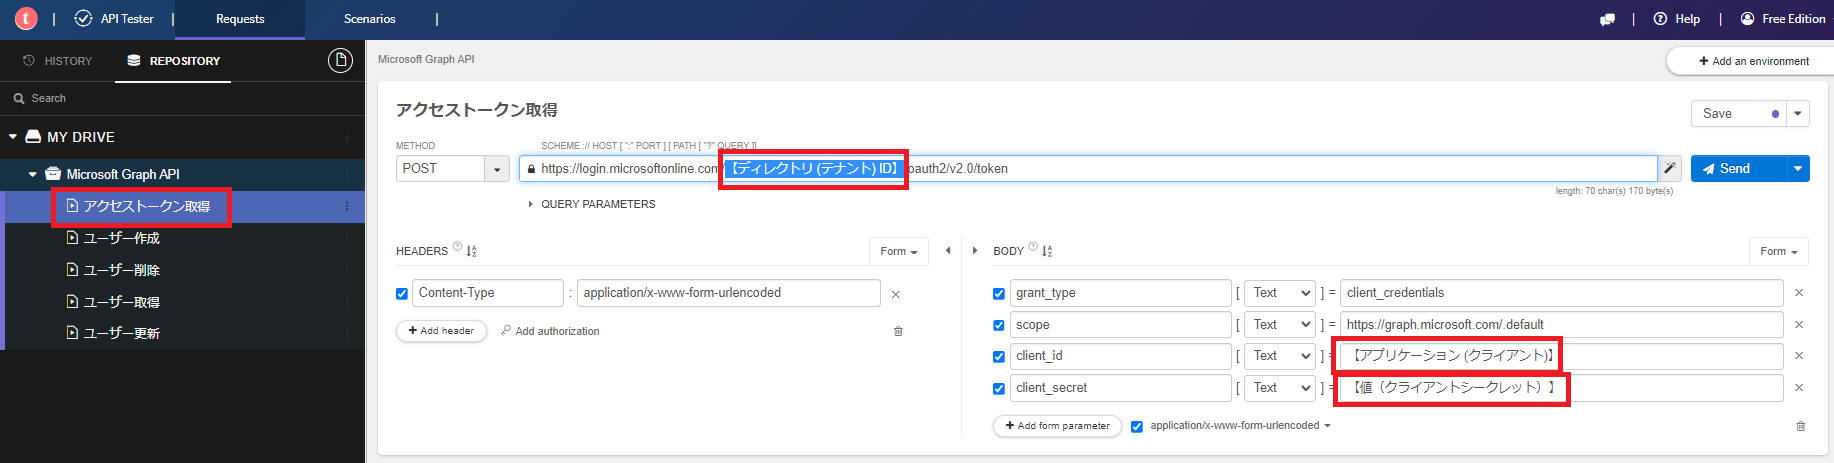 t | API Tester | Requests Scenarios | | Help | Free Edition
HISTORY REPOSITORY
Search
MY DRIVE
Microsoft Graph API
アクセストークン取得
ユーザー作成
ユーザー削除
ユーザー取得
ユーザー更新
Microsoft Graph API
+ Add an environment
アクセストークン取得
Save
METHOD SCHEME :// HOST [ ":" PORT ] [ PATH [ "?" QUERY ]]
POST https://login.microsoftonline.com/【ディレクトリ (テナント) ID】/oauth2/v2.0/token Send
length: 70 char(s) 170 byte(s)
QUERY PARAMETERS
HEADERS ? Form
Content-Type : application/x-www-form-urlencoded ×
+ Add header Add authorization
BODY ? Form
grant_type [ Text ] = client_credentials ×
scope [ Text ] = https://graph.microsoft.com/.default ×
client_id [ Text ] = 【アプリケーション (クライアント)】 ×
client_secret [ Text ] = 【値（クライアントシークレット）】 ×
+ Add form parameter application/x-www-form-urlencoded